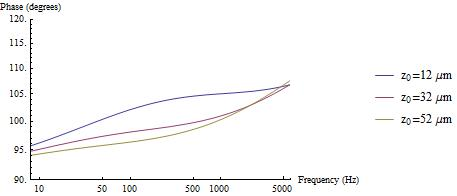 Phase (degrees)
120.
115.
110.
z₀=12 μm
105.
z₀=32 μm
100.
z₀=52 μm
95.
90.
Frequency (Hz)
10 50 100 500 1000 5000